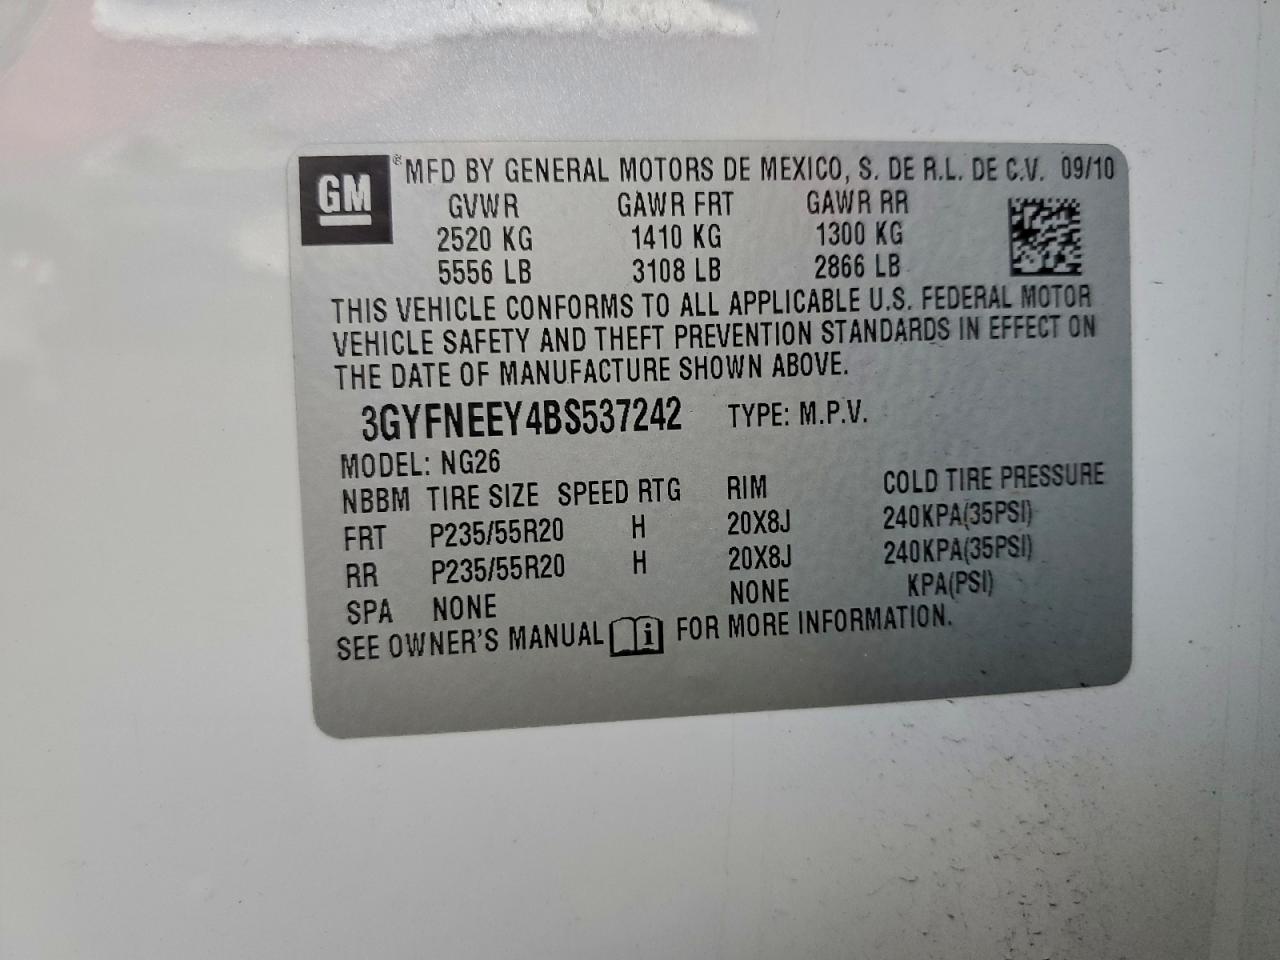 GM ® MFD BY GENERAL MOTORS DE MEXICO, S. DE R.L. DE C.V. 09/10
GVWR GAWR FRT GAWR RR
2520 KG 1410 KG 1300 KG
5556 LB 3108 LB 2866 LB
THIS VEHICLE CONFORMS TO ALL APPLICABLE U.S. FEDERAL MOTOR
VEHICLE SAFETY AND THEFT PREVENTION STANDARDS IN EFFECT ON
THE DATE OF MANUFACTURE SHOWN ABOVE.
3GYFNEEY4BS537242 TYPE: M.P.V.
MODEL: NG26
NBBM TIRE SIZE SPEED RTG RIM COLD TIRE PRESSURE
FRT P235/55R20 H 20X8J 240KPA(35PSI)
RR P235/55R20 H 20X8J 240KPA(35PSI)
SPA NONE NONE KPA(PSI)
SEE OWNER'S MANUAL i FOR MORE INFORMATION.